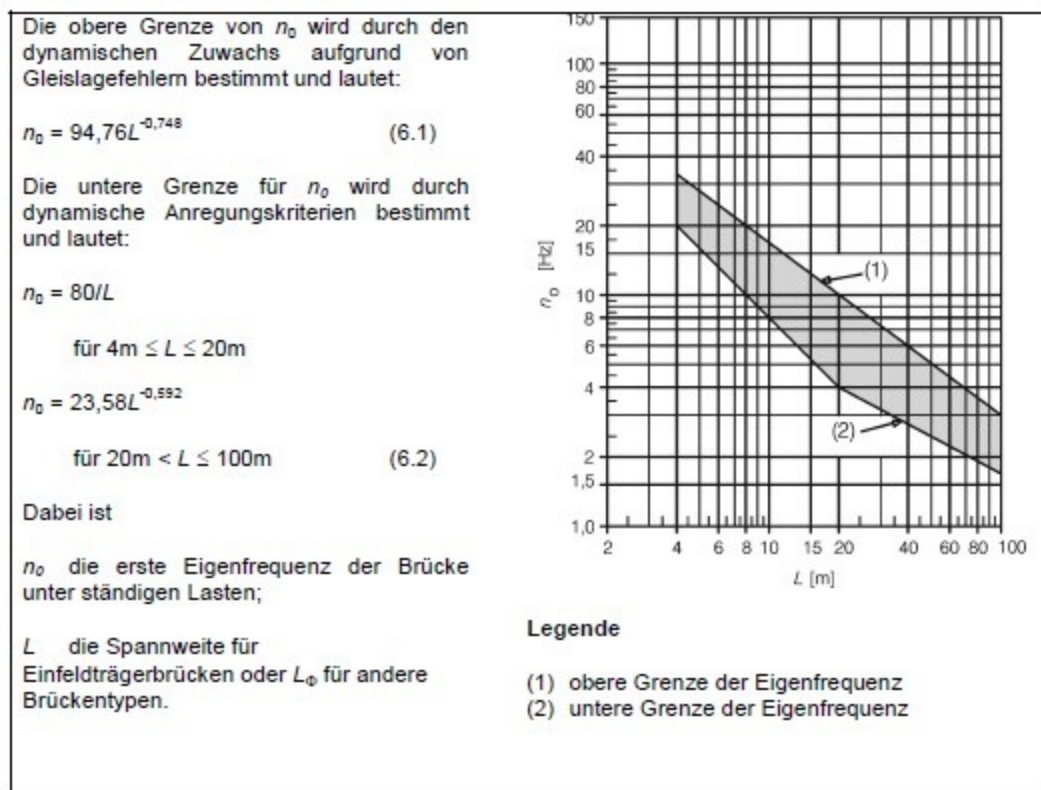 Die obere Grenze von n₀ wird durch den
dynamischen Zuwachs aufgrund von
Gleislagefehlern bestimmt und lautet:
n₀ = 94,76L⁻⁰,⁷⁴⁸ (6.1)
Die untere Grenze für n₀ wird durch
dynamische Anregungskriterien bestimmt
und lautet:
n₀ = 80/L
für 4m ≤ L ≤ 20m
n₀ = 23,58L⁻⁰,⁵⁹²
für 20m < L ≤ 100m (6.2)
Dabei ist
n₀ die erste Eigenfrequenz der Brücke
unter ständigen Lasten;
L die Spannweite für
Einfeldträgerbrücken oder L_Φ für andere
Brückentypen.
150
100
80
60
40
20
15
10
8
6
4
2
1,5
1,0
n₀ [Hz]
(1)
(2)
2 4 6 8 10 15 20 40 60 80 100
L [m]
Legende
(1) obere Grenze der Eigenfrequenz
(2) untere Grenze der Eigenfrequenz